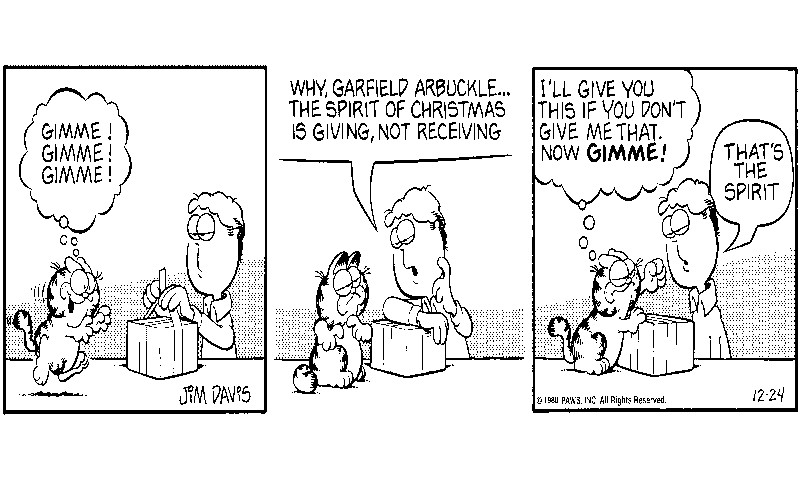 GIMME!
GIMME!
GIMME!
JIM DAVIS
WHY, GARFIELD ARBUCKLE...
THE SPIRIT OF CHRISTMAS
IS GIVING, NOT RECEIVING
I'LL GIVE YOU
THIS IF YOU DON'T
GIVE ME THAT.
NOW GIMME!
THAT'S
THE
SPIRIT
© 1980 PAWS, INC. All Rights Reserved.
12-24